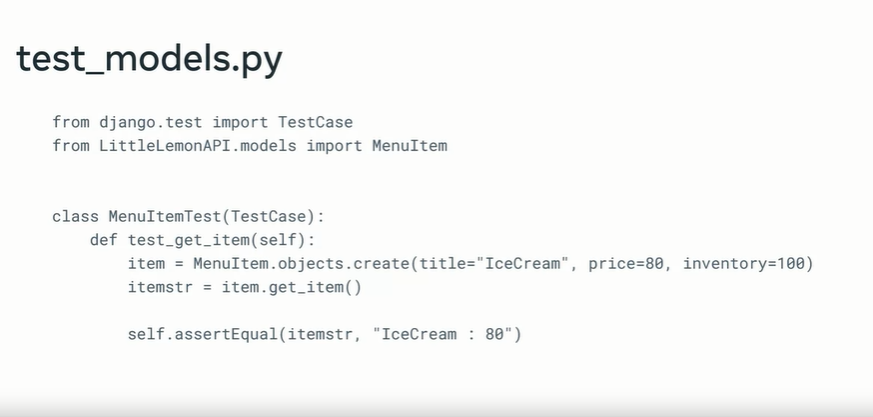 test_models.py
from django.test import TestCase
from LittleLemonAPI.models import MenuItem
class MenuItemTest(TestCase):
    def test_get_item(self):
        item = MenuItem.objects.create(title="IceCream", price=80, inventory=100)
        itemstr = item.get_item()
        self.assertEqual(itemstr, "IceCream : 80")